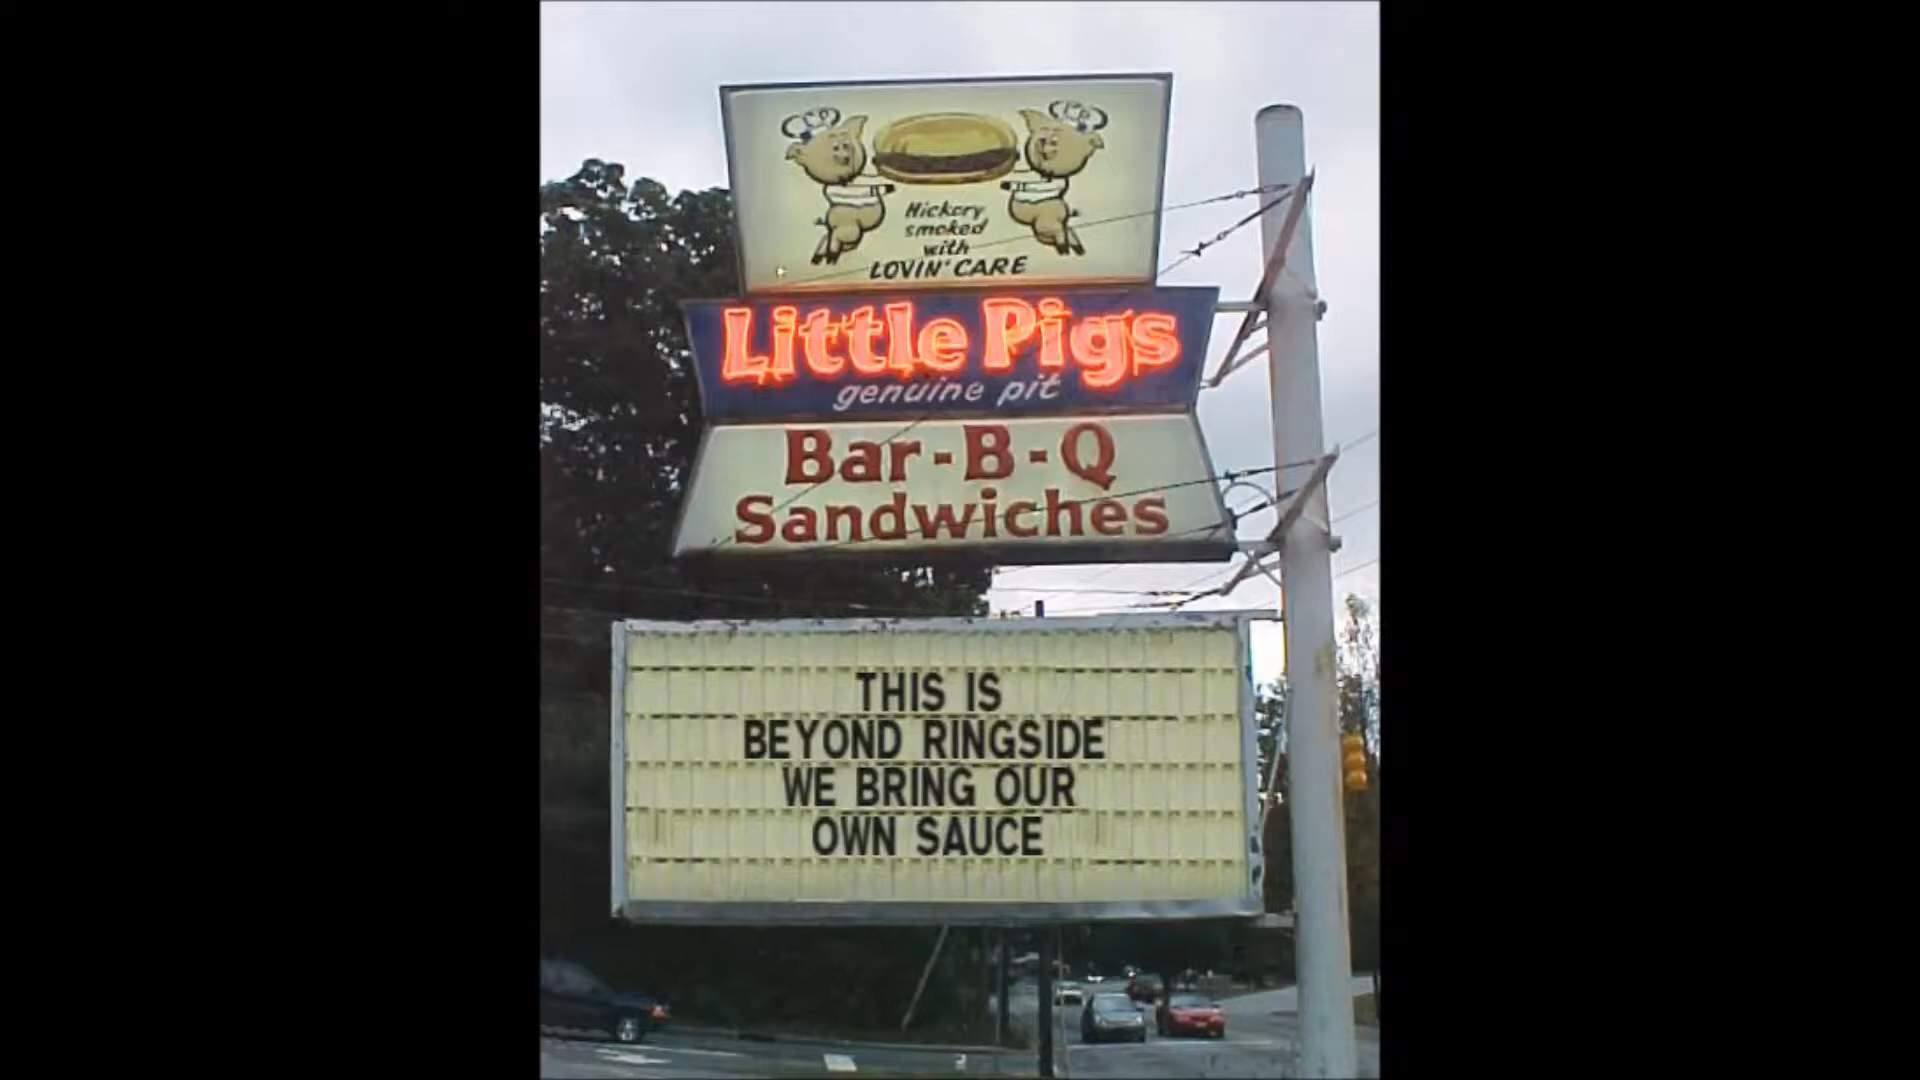 Hickory
smoked
with
LOVIN' CARE
Little Pigs
genuine pit
Bar-B-Q
Sandwiches
THIS IS
BEYOND RINGSIDE
WE BRING OUR
OWN SAUCE